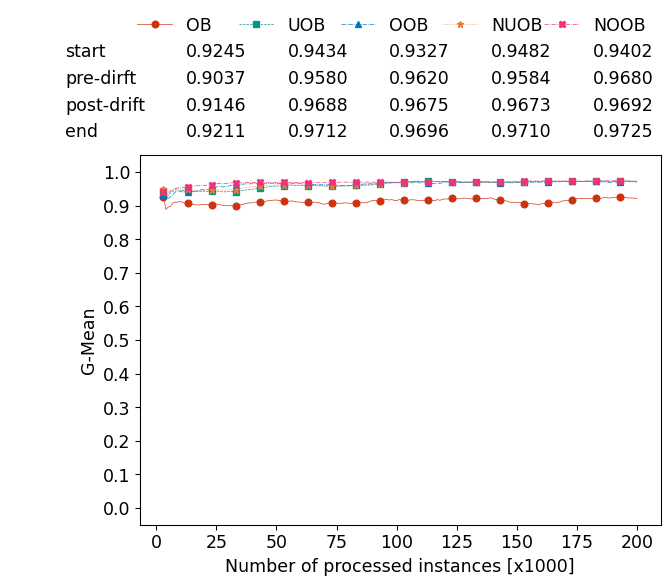 OB UOB OOB NUOB NOOB
start 0.9245 0.9434 0.9327 0.9482 0.9402
pre-dirft 0.9037 0.9580 0.9620 0.9584 0.9680
post-drift 0.9146 0.9688 0.9675 0.9673 0.9692
end 0.9211 0.9712 0.9696 0.9710 0.9725
1.0
0.9
0.8
0.7
0.6
0.5
0.4
0.3
0.2
0.1
0.0
G-Mean
0 25 50 75 100 125 150 175 200
Number of processed instances [x1000]